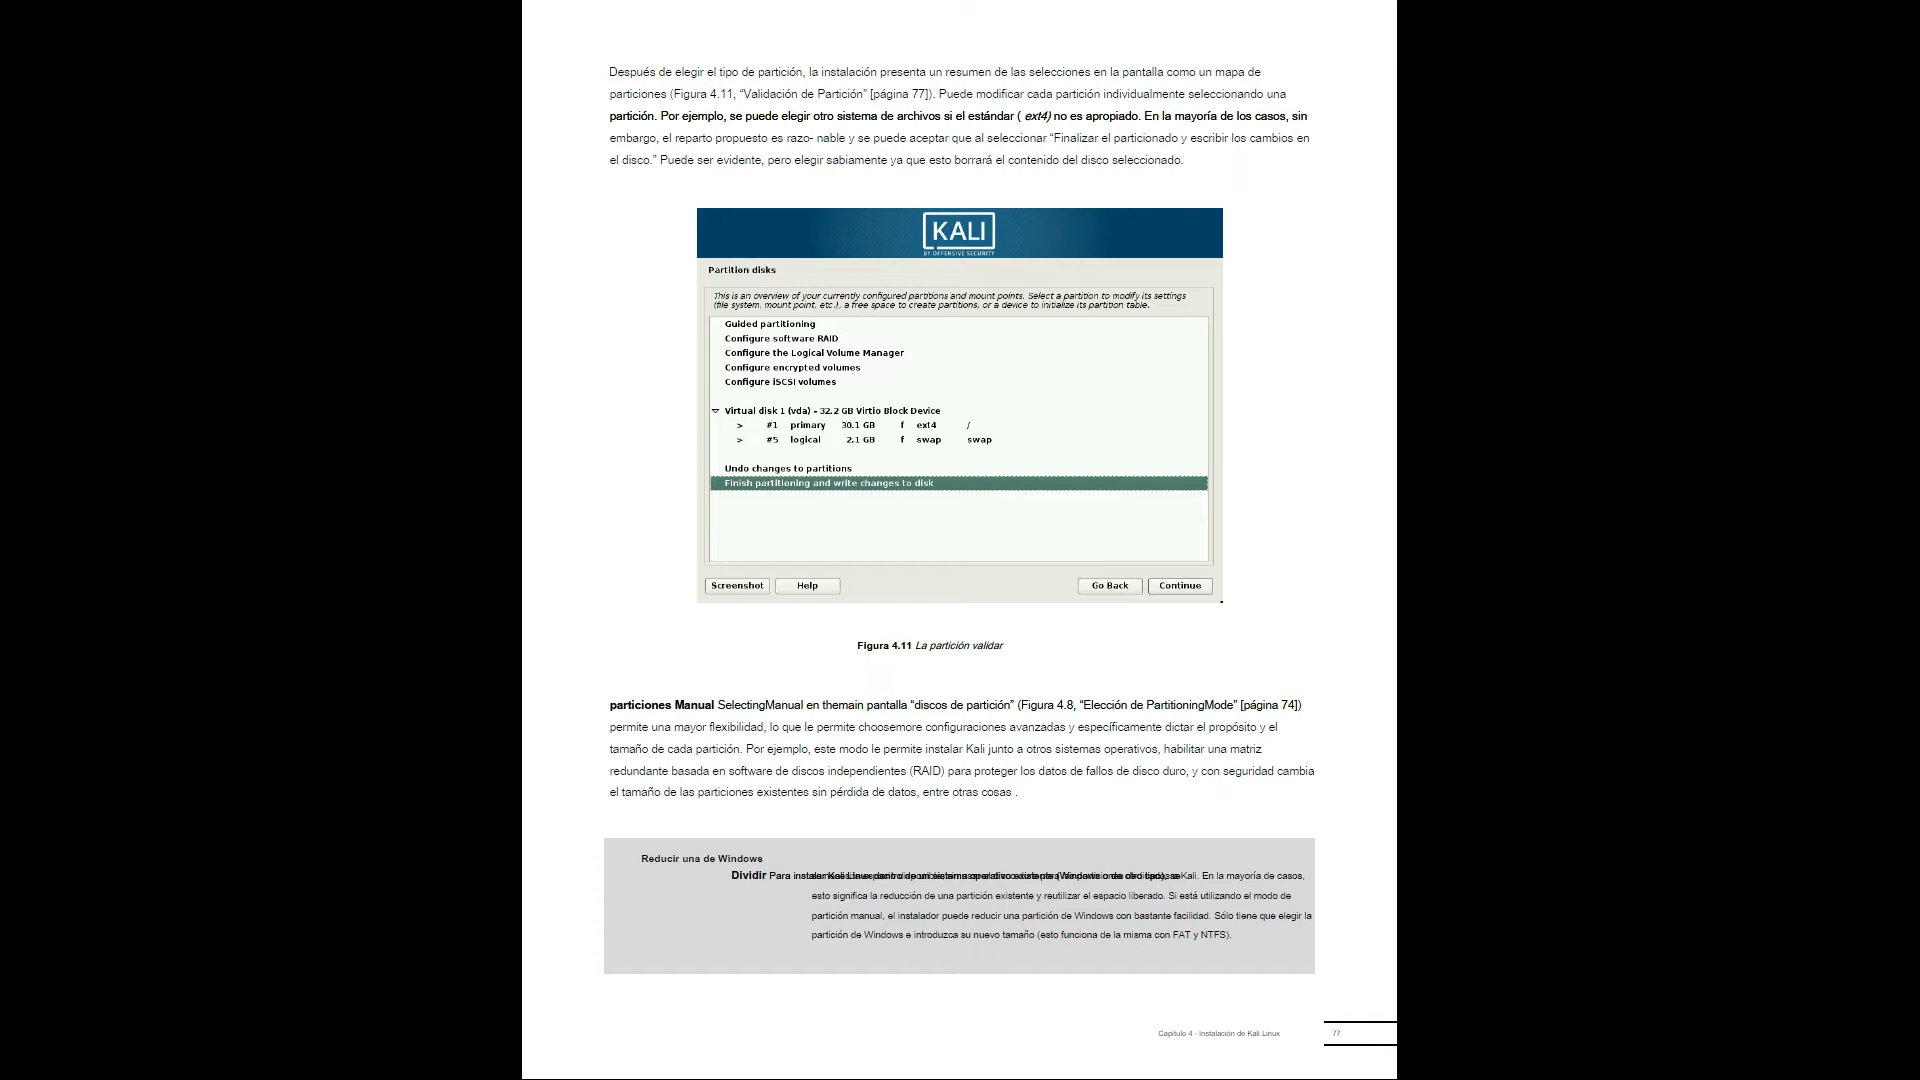 Después de elegir el tipo de partición, la instalación presenta un resumen de las selecciones en la pantalla como un mapa de
particiones (Figura 4.11, “Validación de Partición” [página 77]). Puede modificar cada partición individualmente seleccionando una
partición. Por ejemplo, se puede elegir otro sistema de archivos si el estándar ( ext4) no es apropiado. En la mayoría de los casos, sin
embargo, el reparto propuesto es razo- nable y se puede aceptar que al seleccionar “Finalizar el particionado y escribir los cambios en
el disco.” Puede ser evidente, pero elegir sabiamente ya que esto borrará el contenido del disco seleccionado.
KALI
BY OFFENSIVE SECURITY
Partition disks
This is an overview of your currently configured partitions and mount points. Select a partition to modify its settings
(file system, mount point, etc.), a free space to create partitions, or a device to initialize its partition table.
Guided partitioning
Configure software RAID
Configure the Logical Volume Manager
Configure encrypted volumes
Configure iSCSI volumes
Virtual disk 1 (vda) - 32.2 GB Virtio Block Device
> #1 primary 30.1 GB f ext4 /
> #5 logical 2.1 GB f swap swap
Undo changes to partitions
Finish partitioning and write changes to disk
Screenshot Help Go Back Continue
Figura 4.11 La partición validar
particiones Manual SelectingManual en themain pantalla “discos de partición” (Figura 4.8, “Elección de PartitioningMode” [página 74])
permite una mayor flexibilidad, lo que le permite choosemore configuraciones avanzadas y específicamente dictar el propósito y el
tamaño de cada partición. Por ejemplo, este modo le permite instalar Kali junto a otros sistemas operativos, habilitar una matriz
redundante basada en software de discos independientes (RAID) para proteger los datos de fallos de disco duro, y con seguridad cambia
el tamaño de las particiones existentes sin pérdida de datos, entre otras cosas .
Reducir una de Windows
Dividir Para Kali. En la mayoría de casos,
esto significa la reducción de una partición existente y reutilizar el espacio liberado. Si está utilizando el modo de
partición manual, el instalador puede reducir una partición de Windows con bastante facilidad. Sólo tiene que elegir la
partición de Windows e introduzca su nuevo tamaño (esto funciona de la misma con FAT y NTFS).
Capítulo 4 - Instalación de Kali Linux 77